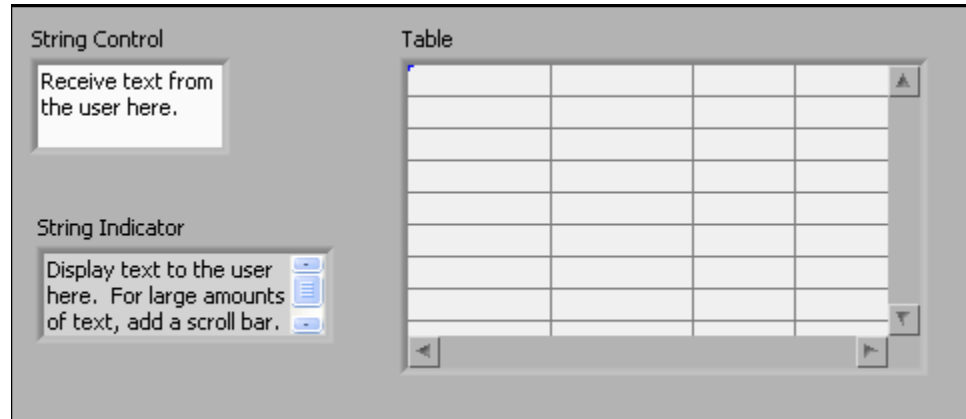 String Control
Receive text from
the user here.
String Indicator
Display text to the user
here.  For large amounts
of text, add a scroll bar.
Table